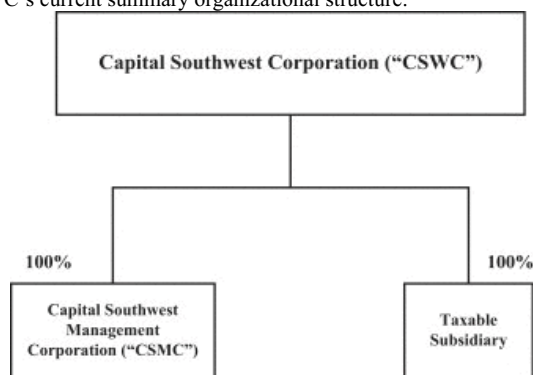 C's current summary organizational structure.
Capital Southwest Corporation (“CSWC”)
100%
100%
Capital Southwest
Management
Corporation (“CSMC”)
Taxable
Subsidiary